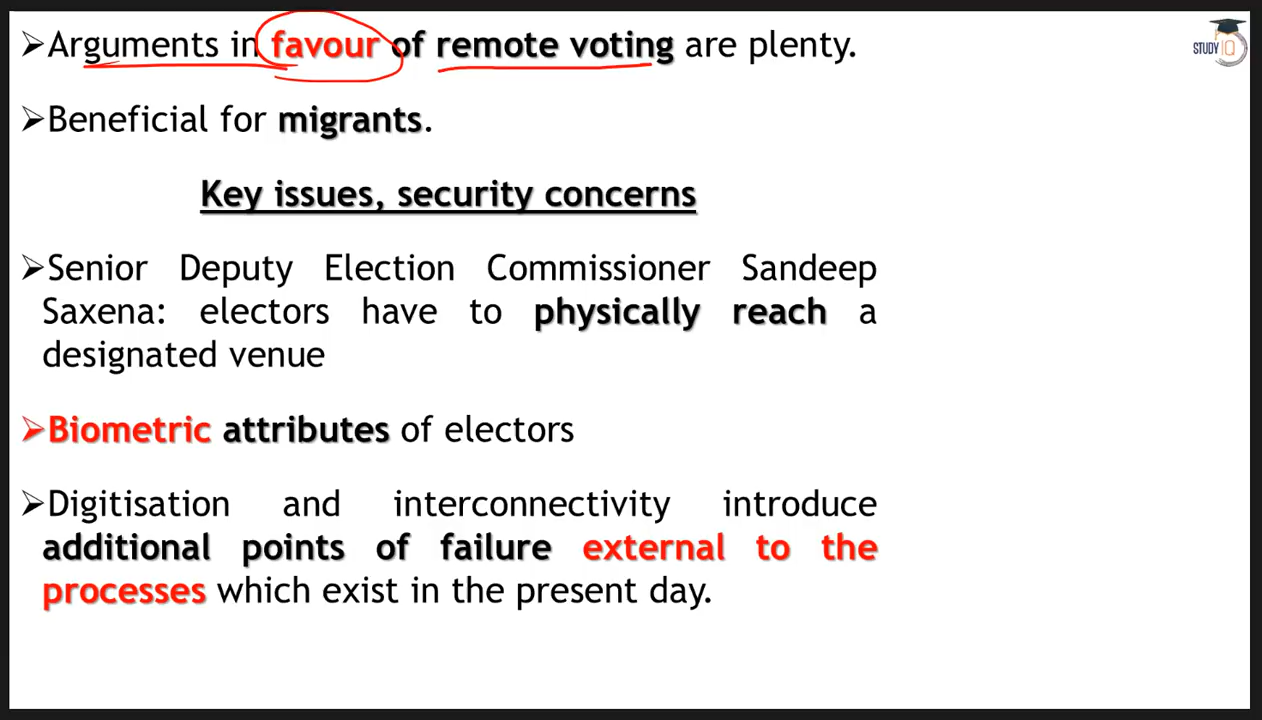 ➢Arguments in favour of remote voting are plenty.
STUDY IQ
➢Beneficial for migrants.
Key issues, security concerns
➢Senior Deputy Election Commissioner Sandeep
Saxena: electors have to physically reach a
designated venue
➢Biometric attributes of electors
➢Digitisation and interconnectivity introduce
additional points of failure external to the
processes which exist in the present day.